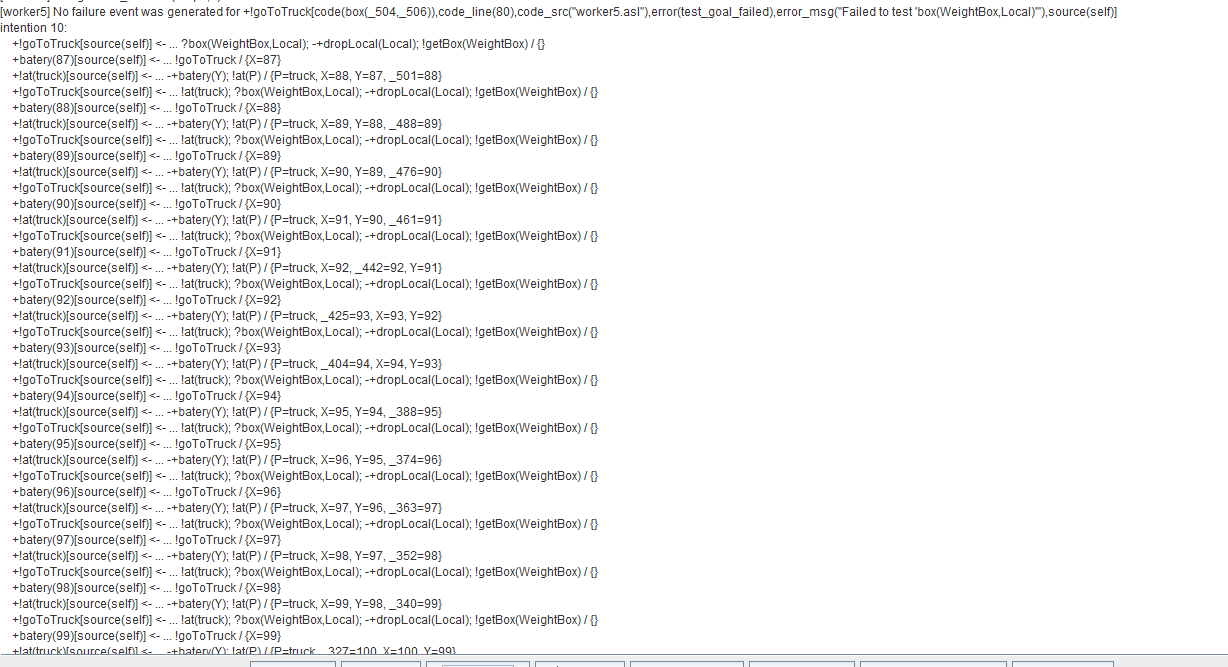 [worker5] No failure event was generated for +!goToTruck[code(box(_504,_506)),code_line(80),code_src("worker5.asl"),error(test_goal_failed),error_msg("Failed to test 'box(WeightBox,Local)'"),source(self)]
intention 10:
+!goToTruck[source(self)] <- ... ?box(WeightBox,Local); -+dropLocal(Local); !getBox(WeightBox) / {}
+batery(87)[source(self)] <- ... !goToTruck / {X=87}
+!at(truck)[source(self)] <- ... -+batery(Y); !at(P) / {P=truck, X=88, Y=87, _501=88}
+!goToTruck[source(self)] <- ... !at(truck); ?box(WeightBox,Local); -+dropLocal(Local); !getBox(WeightBox) / {}
+batery(88)[source(self)] <- ... !goToTruck / {X=88}
+!at(truck)[source(self)] <- ... -+batery(Y); !at(P) / {P=truck, X=89, Y=88, _488=89}
+!goToTruck[source(self)] <- ... !at(truck); ?box(WeightBox,Local); -+dropLocal(Local); !getBox(WeightBox) / {}
+batery(89)[source(self)] <- ... !goToTruck / {X=89}
+!at(truck)[source(self)] <- ... -+batery(Y); !at(P) / {P=truck, X=90, Y=89, _476=90}
+!goToTruck[source(self)] <- ... !at(truck); ?box(WeightBox,Local); -+dropLocal(Local); !getBox(WeightBox) / {}
+batery(90)[source(self)] <- ... !goToTruck / {X=90}
+!at(truck)[source(self)] <- ... -+batery(Y); !at(P) / {P=truck, X=91, Y=90, _461=91}
+!goToTruck[source(self)] <- ... !at(truck); ?box(WeightBox,Local); -+dropLocal(Local); !getBox(WeightBox) / {}
+batery(91)[source(self)] <- ... !goToTruck / {X=91}
+!at(truck)[source(self)] <- ... -+batery(Y); !at(P) / {P=truck, X=92, _442=92, Y=91}
+!goToTruck[source(self)] <- ... !at(truck); ?box(WeightBox,Local); -+dropLocal(Local); !getBox(WeightBox) / {}
+batery(92)[source(self)] <- ... !goToTruck / {X=92}
+!at(truck)[source(self)] <- ... -+batery(Y); !at(P) / {P=truck, _425=93, X=93, Y=92}
+!goToTruck[source(self)] <- ... !at(truck); ?box(WeightBox,Local); -+dropLocal(Local); !getBox(WeightBox) / {}
+batery(93)[source(self)] <- ... !goToTruck / {X=93}
+!at(truck)[source(self)] <- ... -+batery(Y); !at(P) / {P=truck, _404=94, X=94, Y=93}
+!goToTruck[source(self)] <- ... !at(truck); ?box(WeightBox,Local); -+dropLocal(Local); !getBox(WeightBox) / {}
+batery(94)[source(self)] <- ... !goToTruck / {X=94}
+!at(truck)[source(self)] <- ... -+batery(Y); !at(P) / {P=truck, X=95, Y=94, _388=95}
+!goToTruck[source(self)] <- ... !at(truck); ?box(WeightBox,Local); -+dropLocal(Local); !getBox(WeightBox) / {}
+batery(95)[source(self)] <- ... !goToTruck / {X=95}
+!at(truck)[source(self)] <- ... -+batery(Y); !at(P) / {P=truck, X=96, Y=95, _374=96}
+!goToTruck[source(self)] <- ... !at(truck); ?box(WeightBox,Local); -+dropLocal(Local); !getBox(WeightBox) / {}
+batery(96)[source(self)] <- ... !goToTruck / {X=96}
+!at(truck)[source(self)] <- ... -+batery(Y); !at(P) / {P=truck, X=97, Y=96, _363=97}
+!goToTruck[source(self)] <- ... !at(truck); ?box(WeightBox,Local); -+dropLocal(Local); !getBox(WeightBox) / {}
+batery(97)[source(self)] <- ... !goToTruck / {X=97}
+!at(truck)[source(self)] <- ... -+batery(Y); !at(P) / {P=truck, X=98, Y=97, _352=98}
+!goToTruck[source(self)] <- ... !at(truck); ?box(WeightBox,Local); -+dropLocal(Local); !getBox(WeightBox) / {}
+batery(98)[source(self)] <- ... !goToTruck / {X=98}
+!at(truck)[source(self)] <- ... -+batery(Y); !at(P) / {P=truck, X=99, Y=98, _340=99}
+!goToTruck[source(self)] <- ... !at(truck); ?box(WeightBox,Local); -+dropLocal(Local); !getBox(WeightBox) / {}
+batery(99)[source(self)] <- ... !goToTruck / {X=99}
+!at(truck)[source(self)] <- ... -+batery(Y); !at(P) / {P=truck, _327=100, X=100, Y=99}